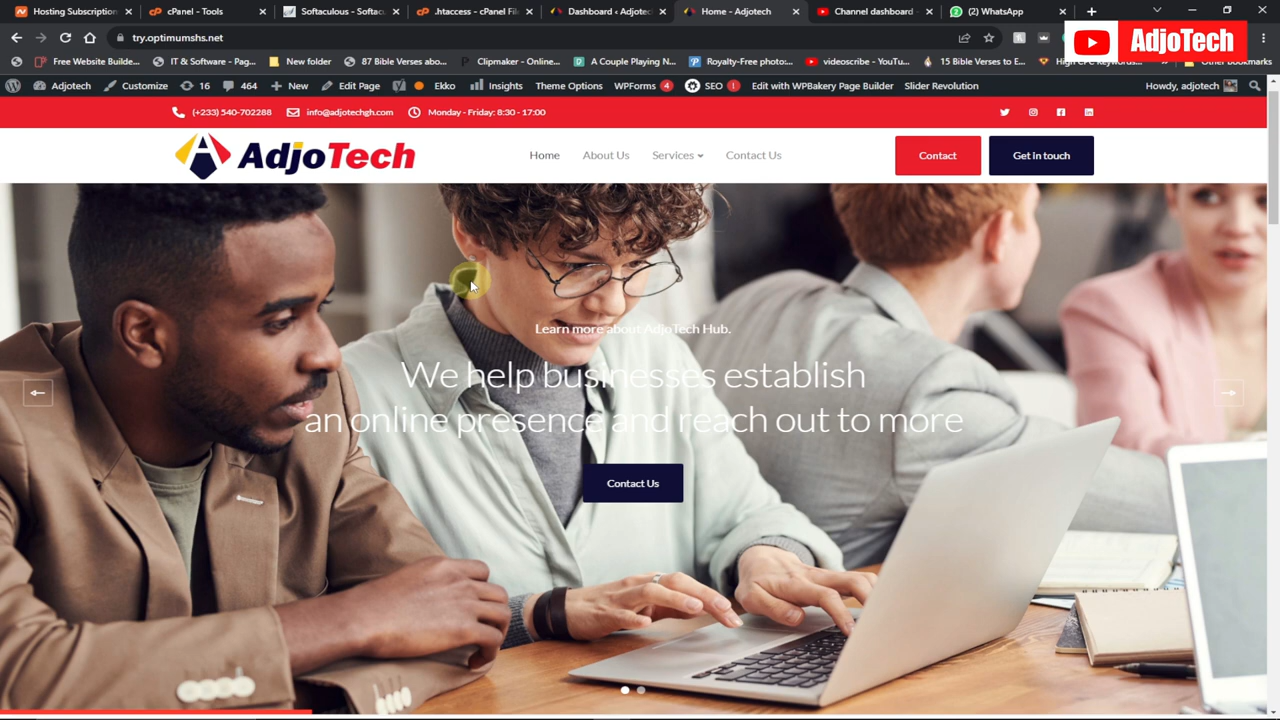 Hosting Subscription
cPanel - Tools
Softaculous - Softac
.htaccess - cPanel File
Dashboard ‹ Adjotec
Home – Adjotech
Channel dashboard
(2) WhatsApp
try.optimumshs.net
AdjoTech
Free Website Builde...
IT & Software - Pag...
New folder
87 Bible Verses abo...
Clipmaker - Online...
A Couple Playing N...
Royalty-Free photo:...
videoscribe - YouTu...
15 Bible Verses to E...
Other bookmarks
Adjotech
Customize
16
464
New
Edit Page
Ekko
Insights
Theme Options
WPForms 4
SEO 1
Edit with WPBakery Page Builder
Slider Revolution
Howdy, adjotech
(+233) 540-702288
info@adjotechgh.com
Monday - Friday: 8:30 - 17:00
AdjoTech
Home
About Us
Services
Contact Us
Contact
Get in touch
Learn more about AdjoTech Hub.
We help businesses establish
an online presence and reach out to more
Contact Us